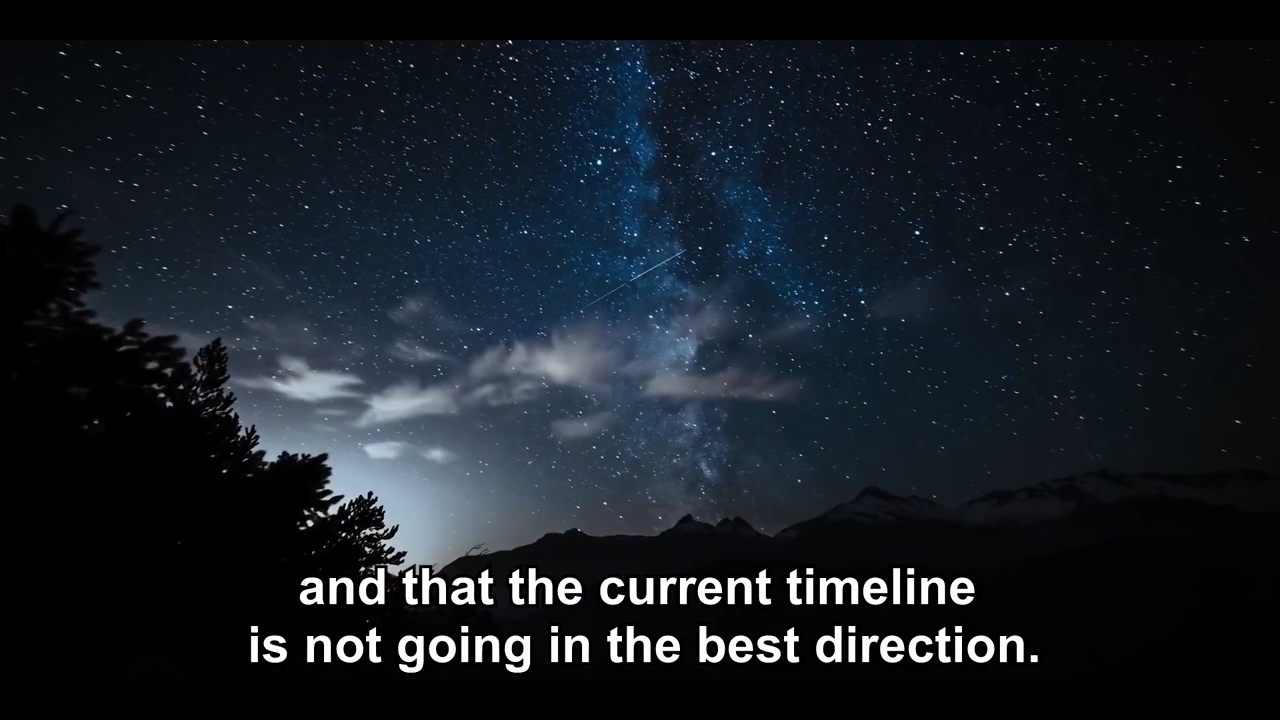 and that the current timeline
is not going in the best direction.